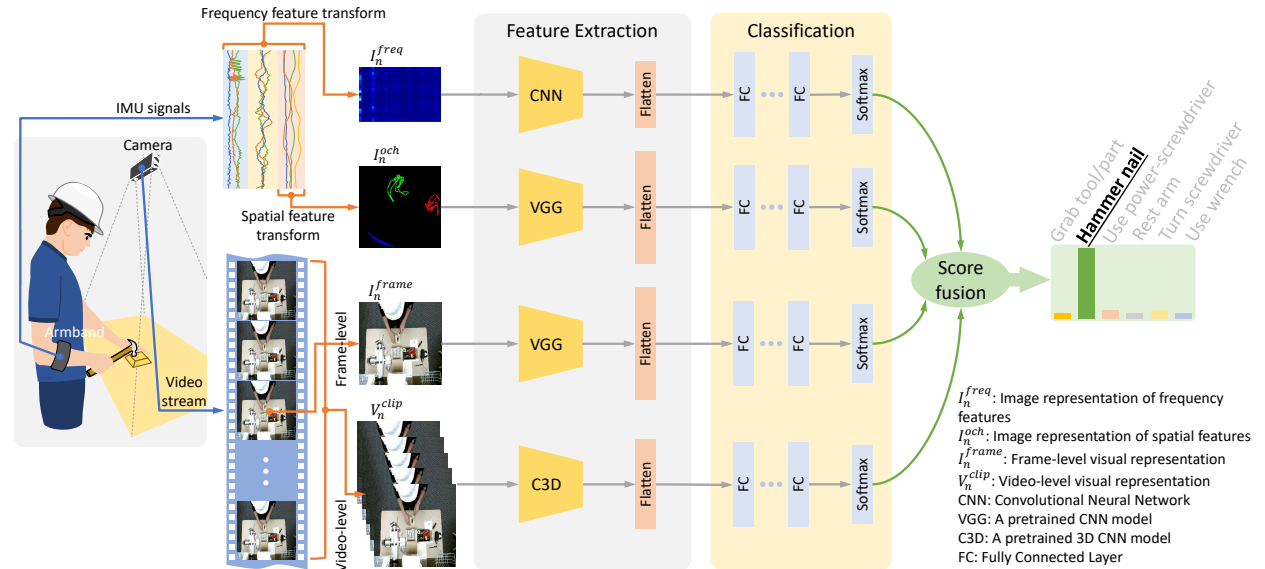 Frequency feature transform
Feature Extraction
Classification
I_n^{freq}
IMU signals
CNN
Flatten
FC
FC
Softmax
Camera
I_n^{och}
VGG
Flatten
FC
FC
Softmax
Spatial feature
transform
Grab tool/part
Hammer nail
Use power-screwdriver
Rest arm
Turn screwdriver
Use wrench
Armband
Video
stream
Frame-level
I_n^{frame}
VGG
Flatten
FC
FC
Softmax
Score
fusion
Video-level
V_n^{clip}
C3D
Flatten
FC
FC
Softmax
I_n^{freq}: Image representation of frequency
features
I_n^{och}: Image representation of spatial features
I_n^{frame}: Frame-level visual representation
V_n^{clip}: Video-level visual representation
CNN: Convolutional Neural Network
VGG: A pretrained CNN model
C3D: A pretrained 3D CNN model
FC: Fully Connected Layer